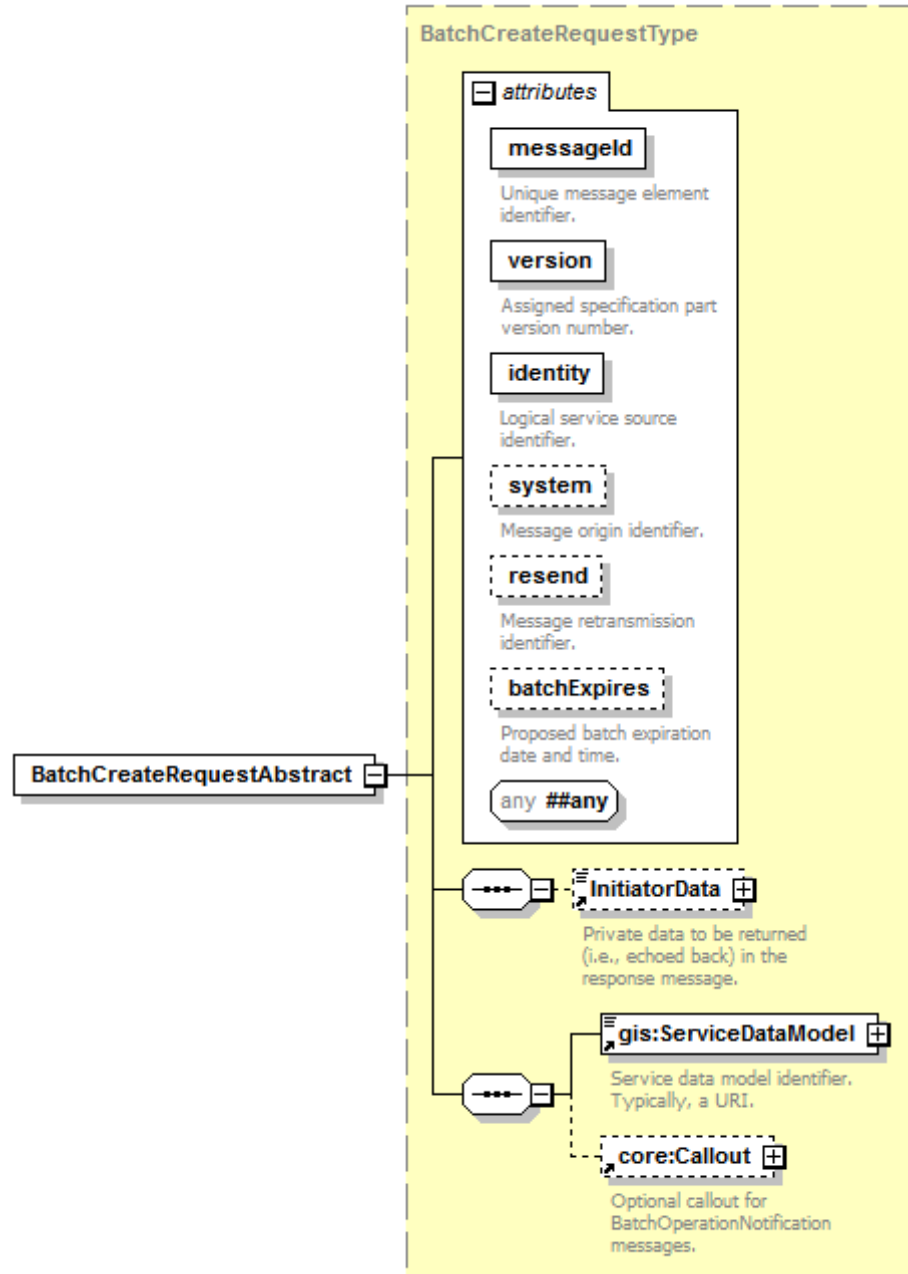 BatchCreateRequestType
attributes
messageId
Unique message element
identifier.
version
Assigned specification part
version number.
identity
Logical service source
identifier.
system
Message origin identifier.
resend
Message retransmission
identifier.
batchExpires
Proposed batch expiration
date and time.
any ##any
BatchCreateRequestAbstract
InitiatorData
Private data to be returned
(i.e., echoed back) in the
response message.
gis:ServiceDataModel
Service data model identifier.
Typically, a URI.
core:Callout
Optional callout for
BatchOperationNotification
messages.